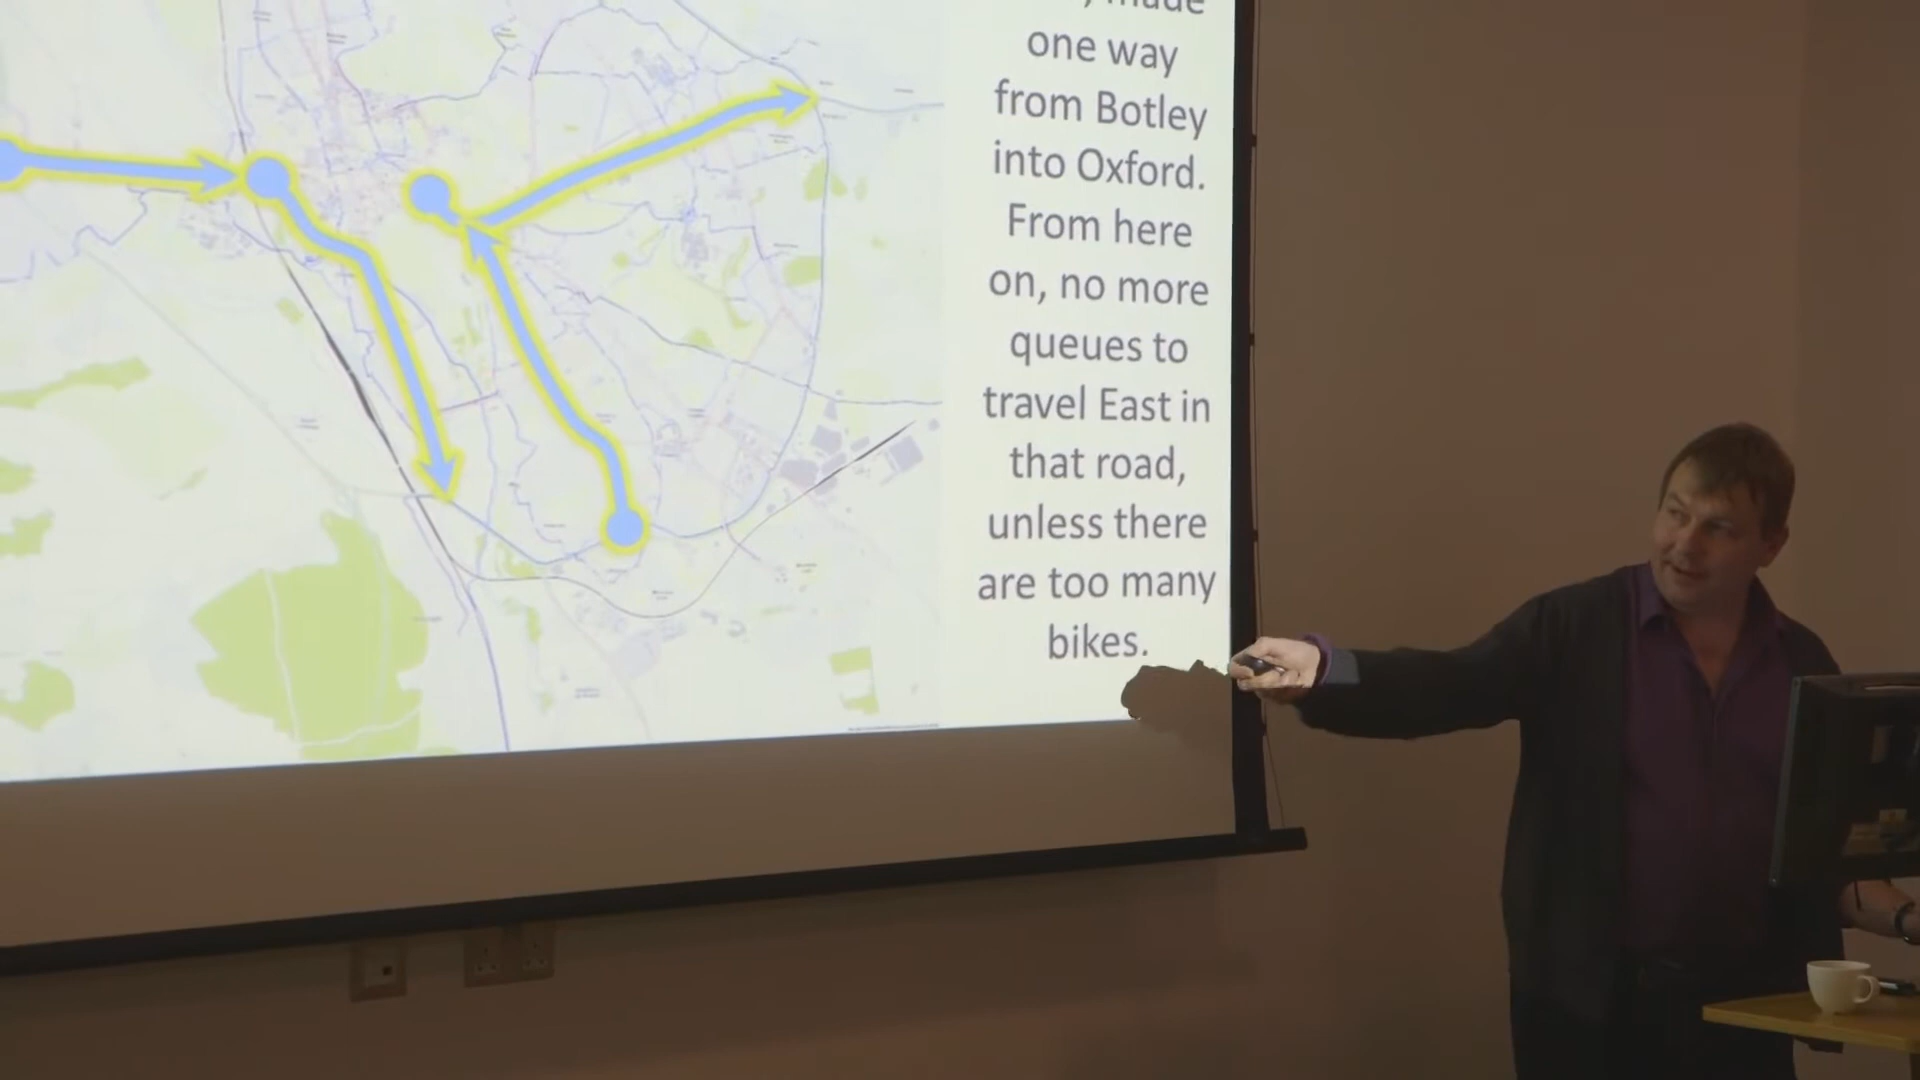 made
one way
from Botley
into Oxford.
From here
on, no more
queues to
travel East in
that road,
unless there
are too many
bikes.